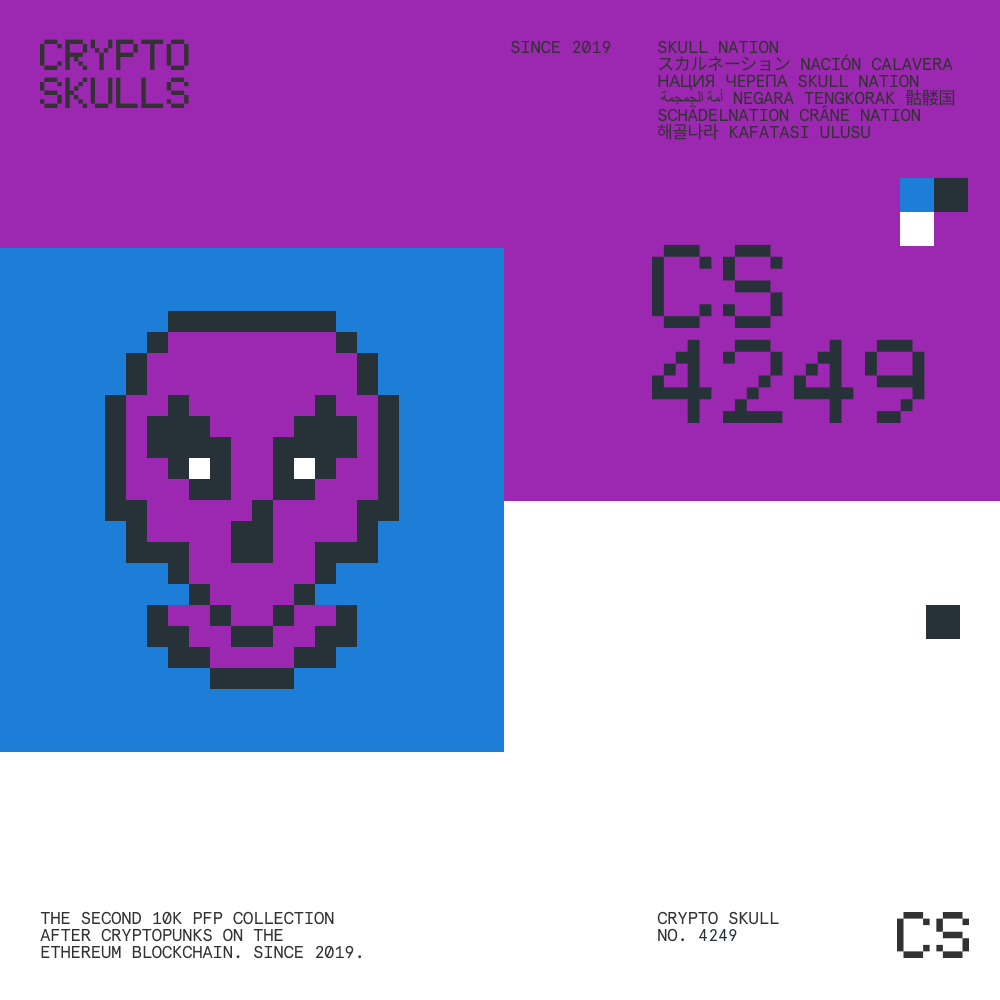 CRYPTO
SKULLS
SINCE 2019
SKULL NATION
スカルネーション NACIÓN CALAVERA
НАЦИЯ ЧЕРЕПА SKULL NATION
أمة الجمجمة NEGARA TENGKORAK 骷髅国
SCHÄDELNATION CRÂNE NATION
해골나라 KAFATASI ULUSU
CS
4249
THE SECOND 10K PFP COLLECTION
AFTER CRYPTOPUNKS ON THE
ETHEREUM BLOCKCHAIN. SINCE 2019.
CRYPTO SKULL
NO. 4249
CS